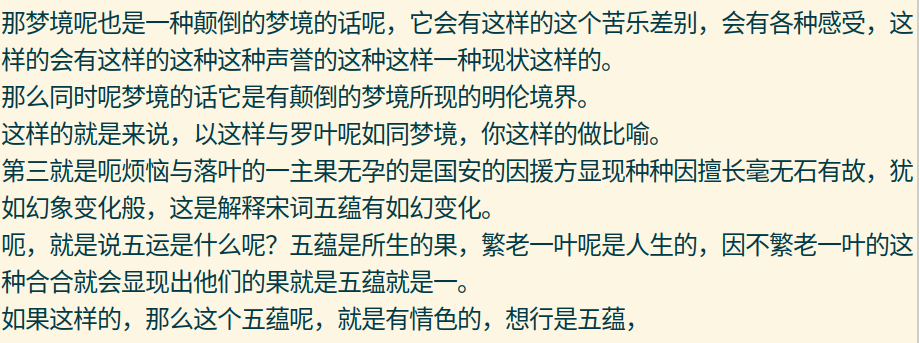 那梦境呢也是一种颠倒的梦境的话呢，它会有这样的这个苦乐差别，会有各种感受，这
样的会有这样的这种这种声誉的这种这样一种现状这样的。
那么同时呢梦境的话它是有颠倒的梦境所现的明伦境界。
这样的就是来说，以这样与罗叶呢如同梦境，你这样的做比喻。
第三就是呃烦恼与落叶的一主果无孕的是国安的因援方显现种种因擅长毫无石有故，犹
如幻象变化般，这是解释宋词五蕴有如幻变化。
呃，就是说五运是什么呢？五蕴是所生的果，繁老一叶呢是人生的，因不繁老一叶的这
种合合就会显现出他们的果就是五蕴就是一。
如果这样的，那么这个五蕴呢，就是有情色的，想行是五蕴，